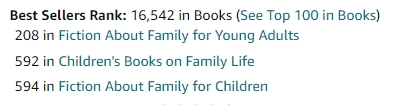 Best Sellers Rank: 16,542 in Books (See Top 100 in Books)
208 in Fiction About Family for Young Adults
592 in Children's Books on Family Life
594 in Fiction About Family for Children